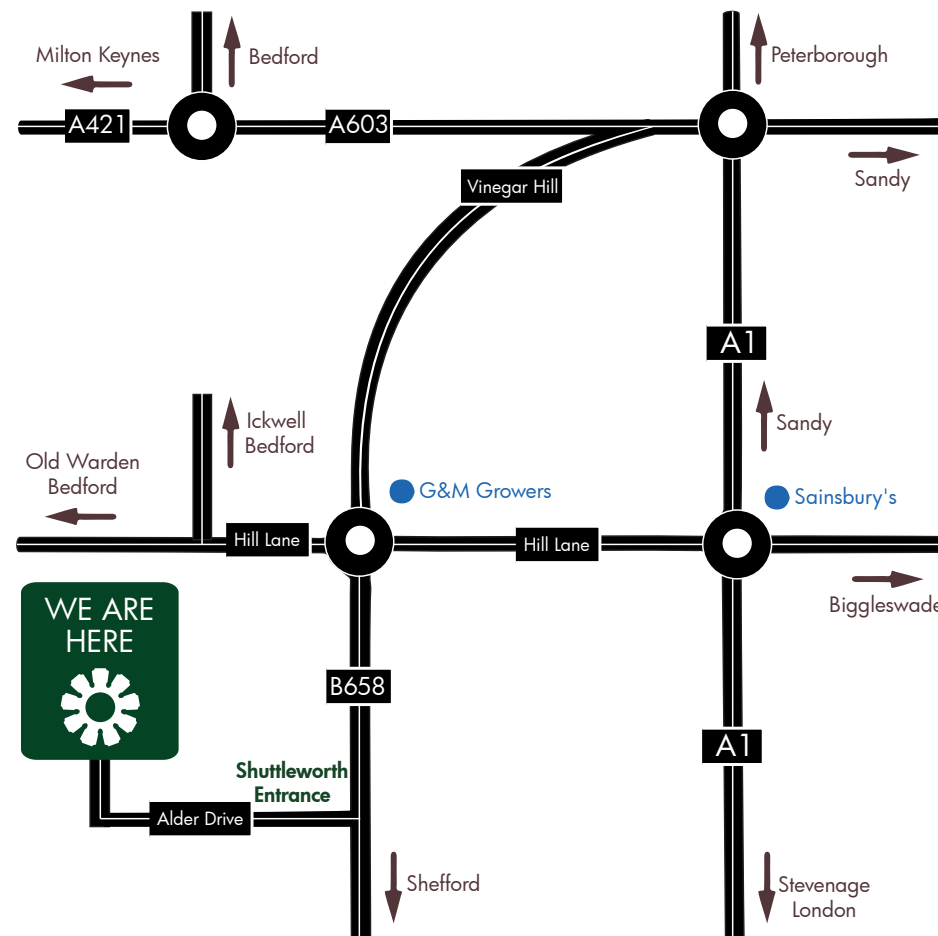 Milton Keynes
Bedford
Peterborough
A421
A603
Sandy
Vinegar Hill
A1
Ickwell
Bedford
Sandy
Old Warden
Bedford
G&M Growers
Sainsbury's
Hill Lane
Hill Lane
Biggleswade
WE ARE
HERE
B658
A1
Shuttleworth
Entrance
Alder Drive
Shefford
Stevenage
London